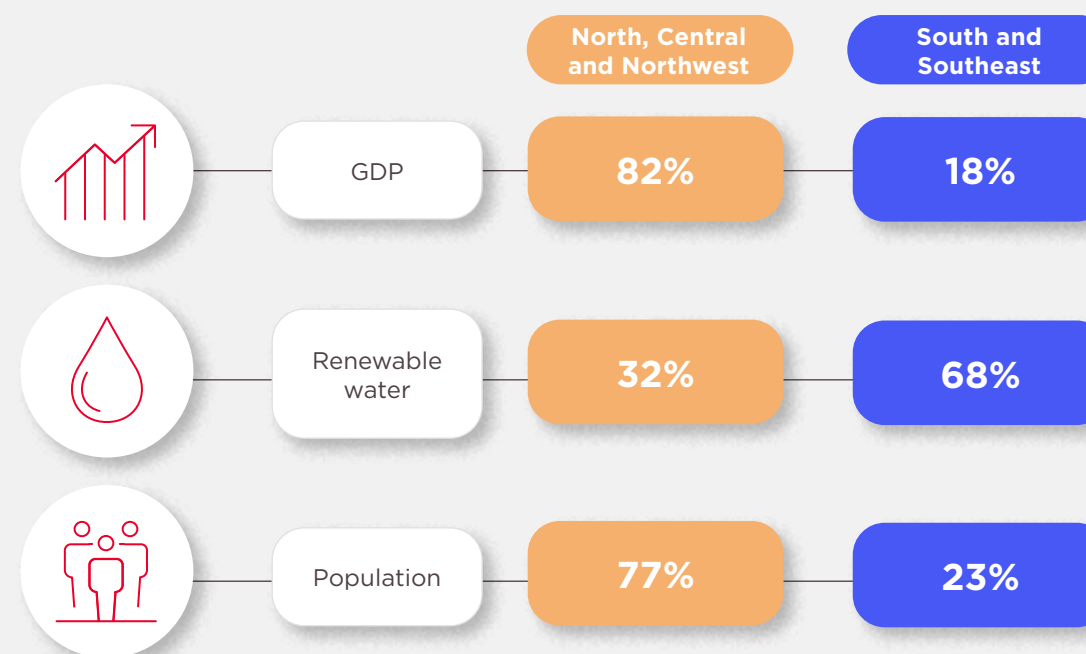 North, Central
and Northwest
South and
Southeast
GDP
82%
18%
Renewable
water
32%
68%
Population
77%
23%